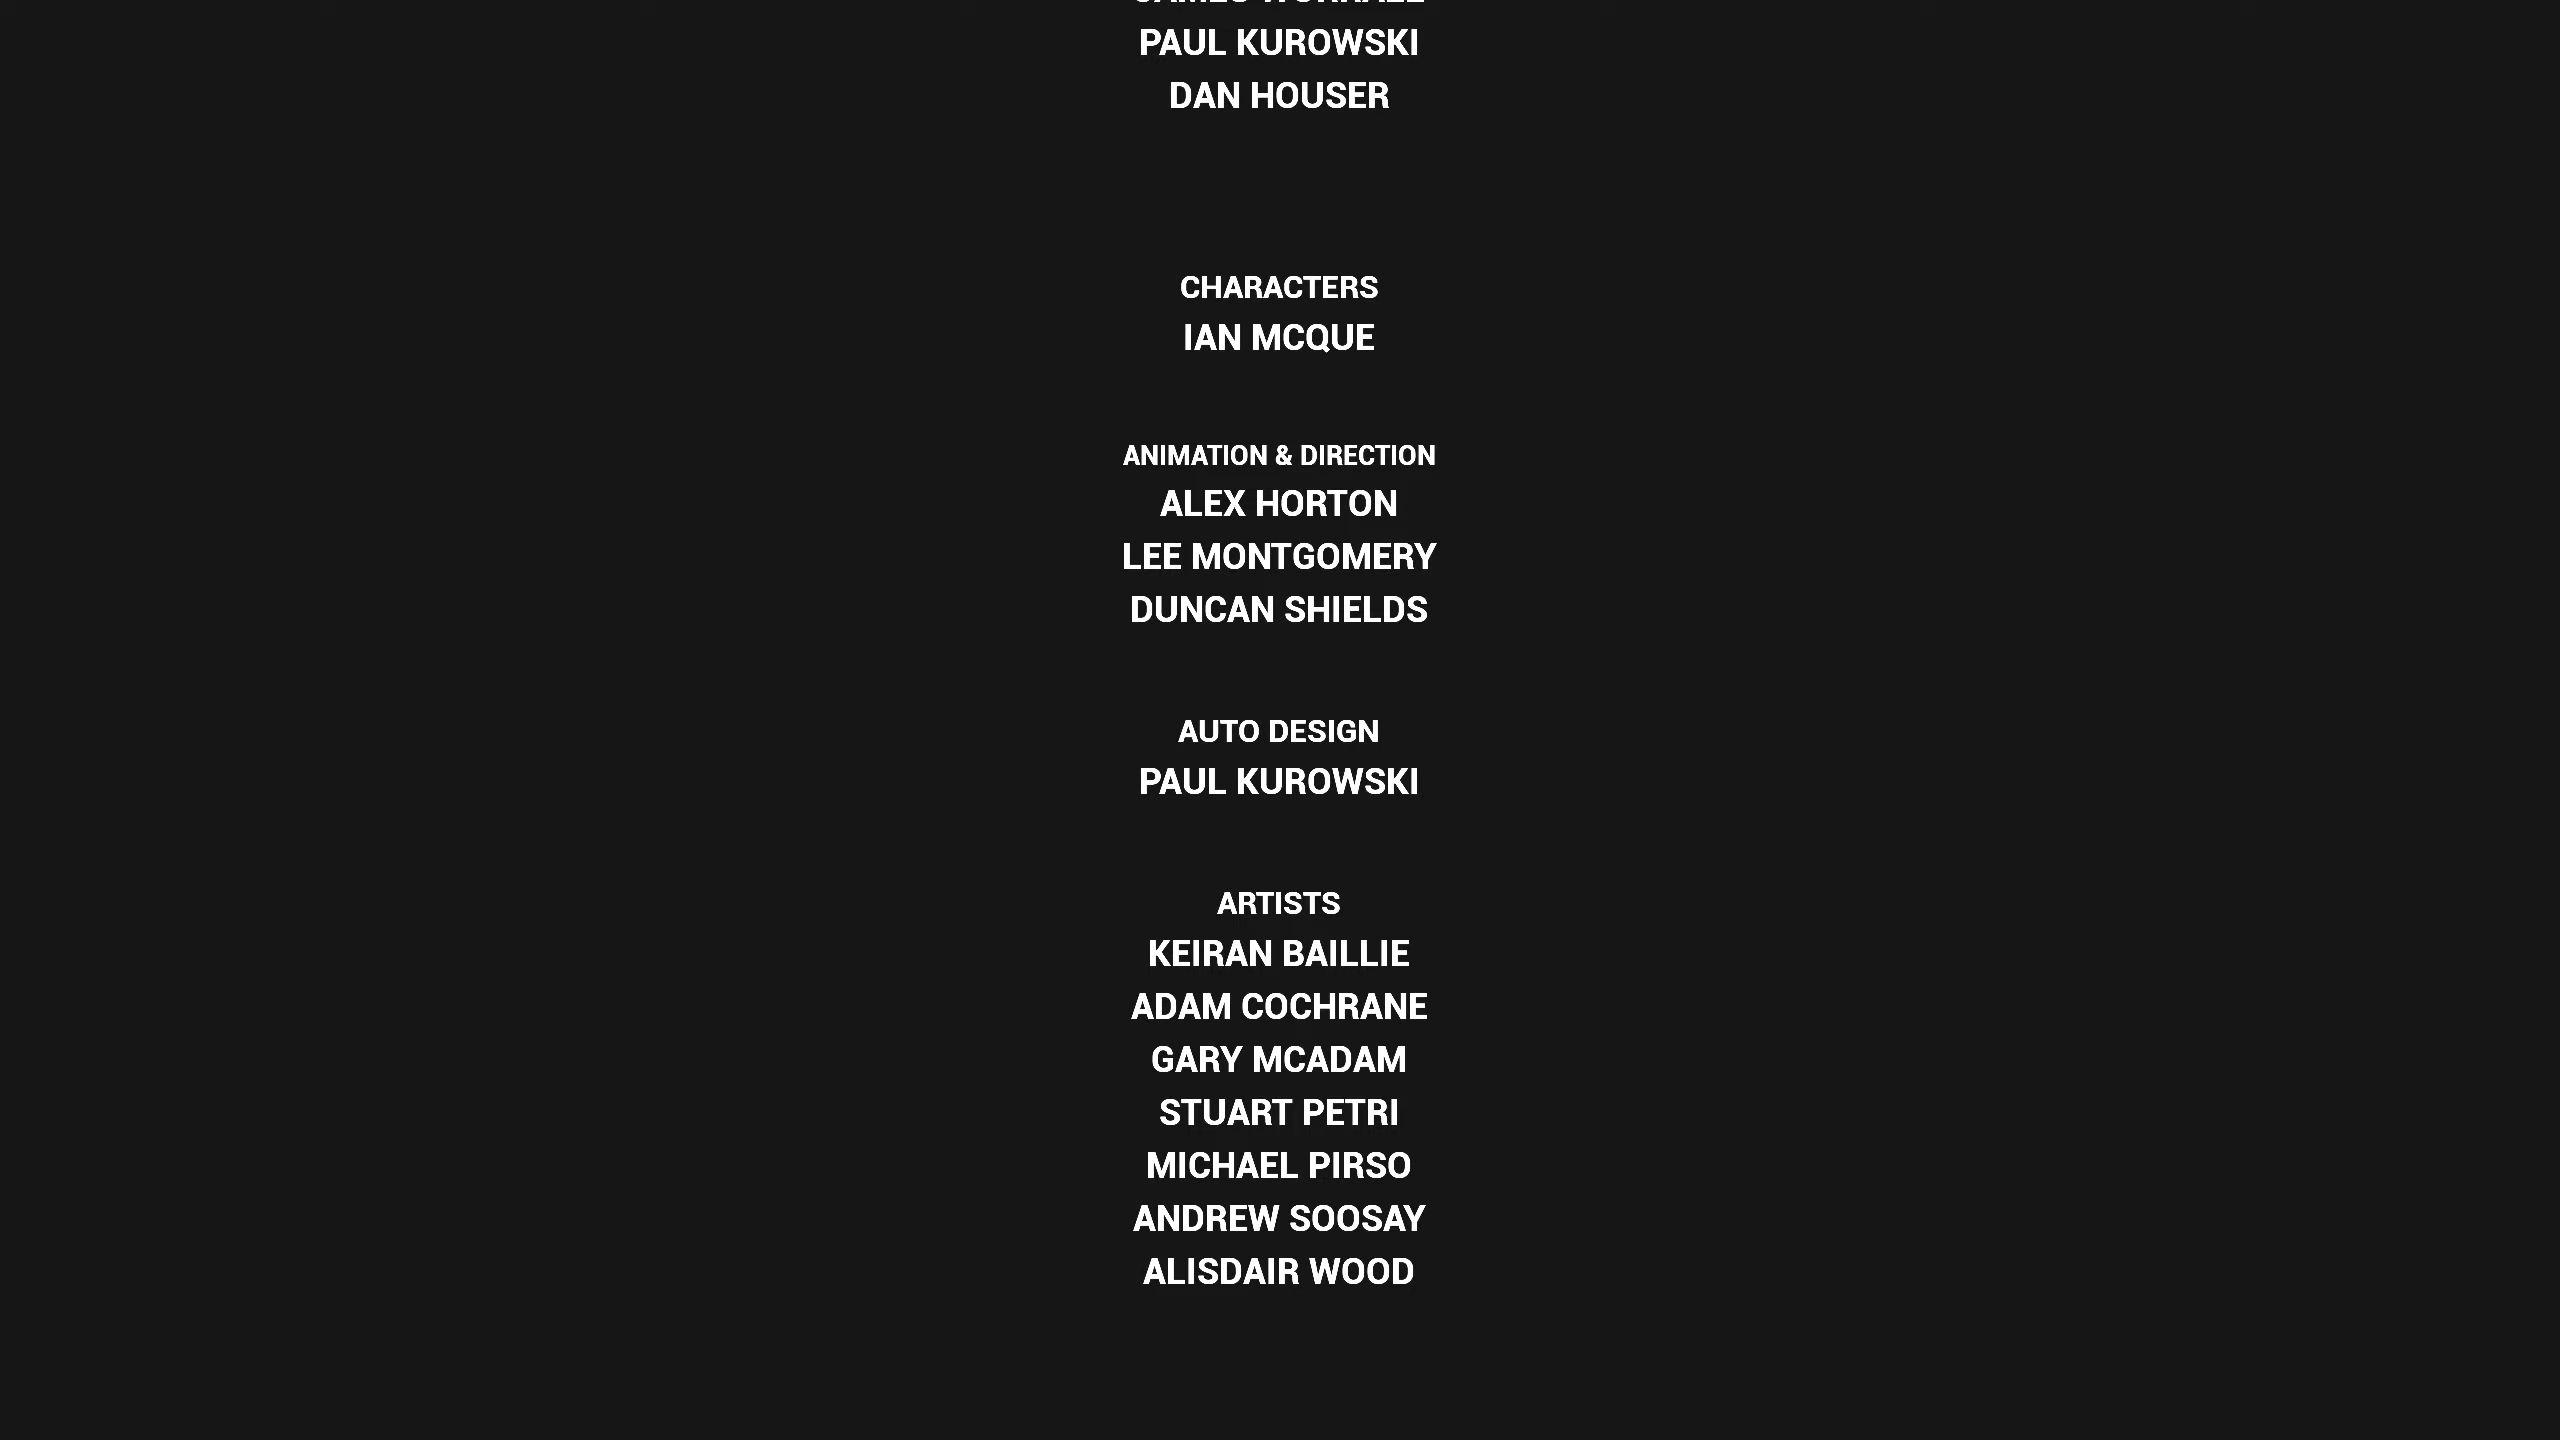 PAUL KUROWSKI
DAN HOUSER
CHARACTERS
IAN MCQUE
ANIMATION & DIRECTION
ALEX HORTON
LEE MONTGOMERY
DUNCAN SHIELDS
AUTO DESIGN
PAUL KUROWSKI
ARTISTS
KEIRAN BAILLIE
ADAM COCHRANE
GARY MCADAM
STUART PETRI
MICHAEL PIRSO
ANDREW SOOSAY
ALISDAIR WOOD